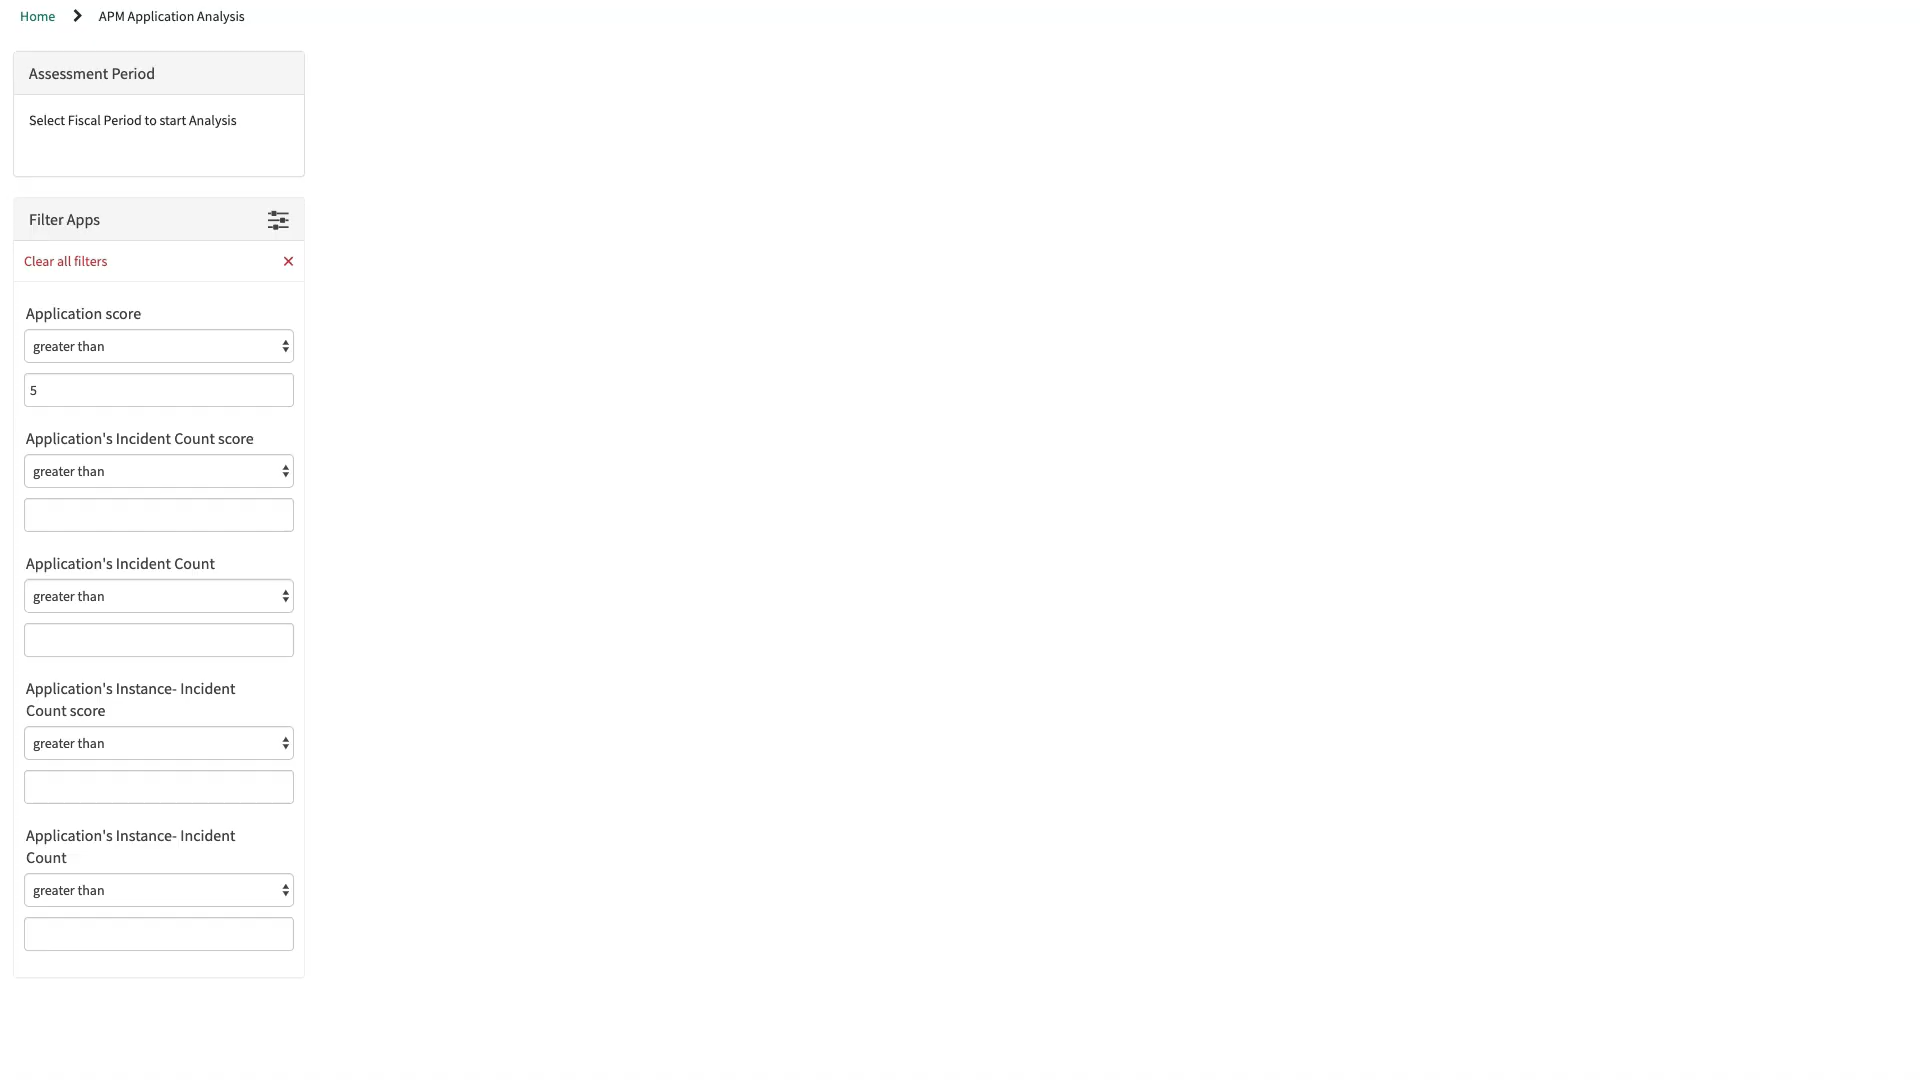 Home
APM Application Analysis
Assessment Period
Select Fiscal Period to start Analysis
Filter Apps
Clear all filters
Application score
greater than
5
Application's Incident Count score
greater than
Application's Incident Count
greater than
Application's Instance- Incident
Count score
greater than
Application's Instance- Incident
Count
greater than